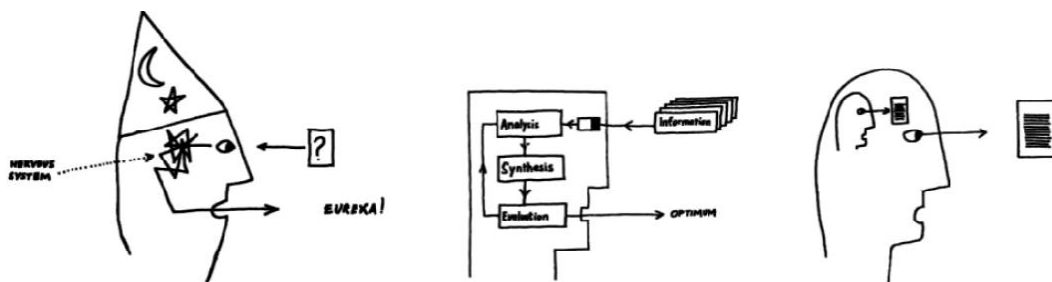 NERVOUS
SYSTEM
?
EUREKA!
Analysis
Information
Synthesis
Evaluation
OPTIMUM